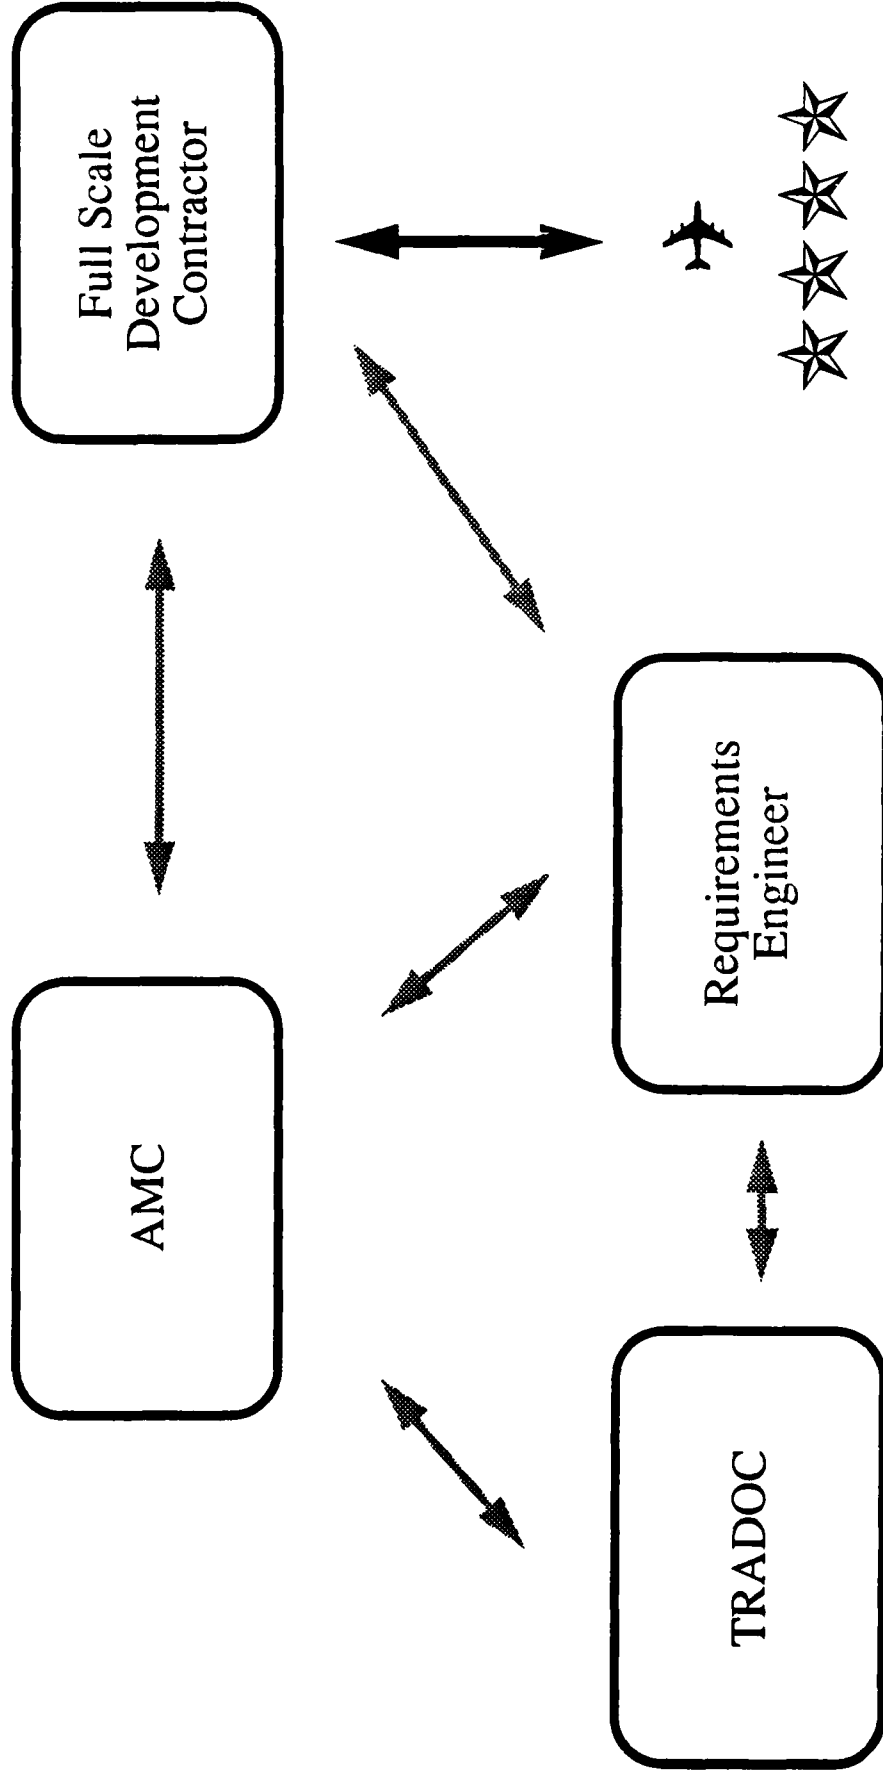 AMC
Full Scale
Development
Contractor
TRADOC
Requirements
Engineer